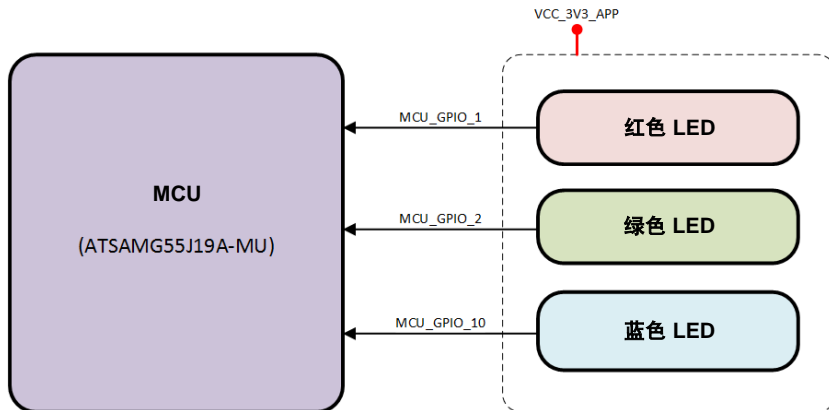 VCC_3V3_APP
MCU
(ATSAMG55J19A-MU)
MCU_GPIO_1
红色 LED
MCU_GPIO_2
绿色 LED
MCU_GPIO_10
蓝色 LED